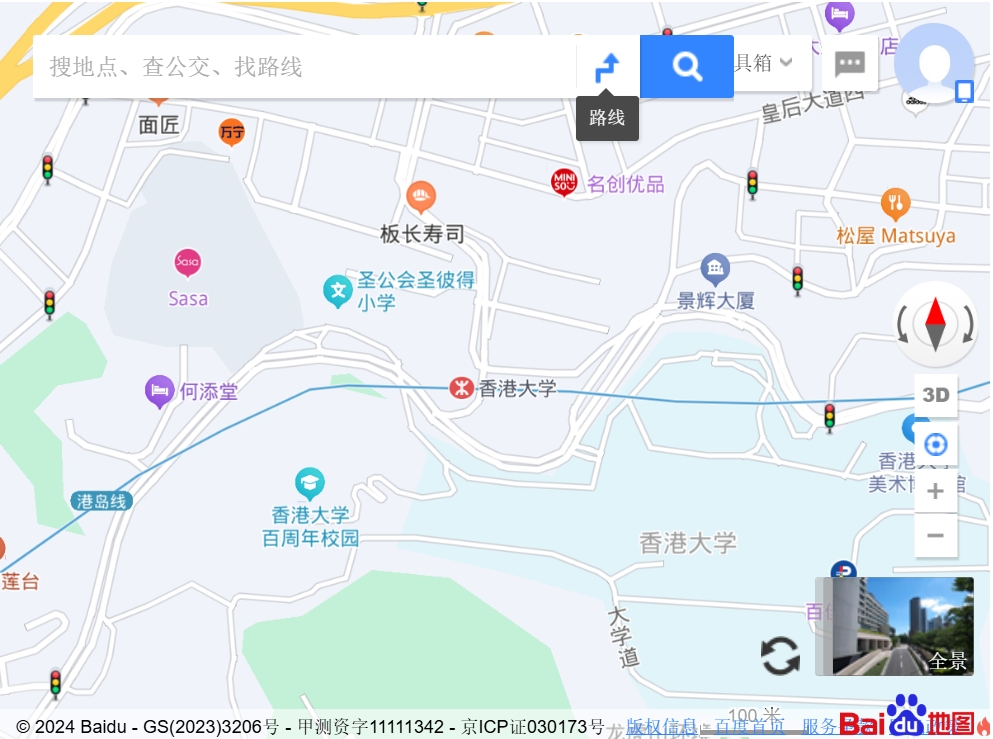 搜地点、查公交、找路线
具箱
路线
皇后大道西
面匠
万宁
MINI
SO
名创优品
松屋 Matsuya
板长寿司
Sasa
Sasa
文
圣公会圣彼得
小学
景辉大厦
何添堂
香港大学
3D
港岛线
香港大学
百周年校园
香港大学
美术博
馆
香港大学
莲台
大学道
全景
100 米
© 2024 Baidu - GS(2023)3206号 - 甲测资字11111342 - 京ICP证030173号
版权信息
百度首页
服务
Bai du 地图